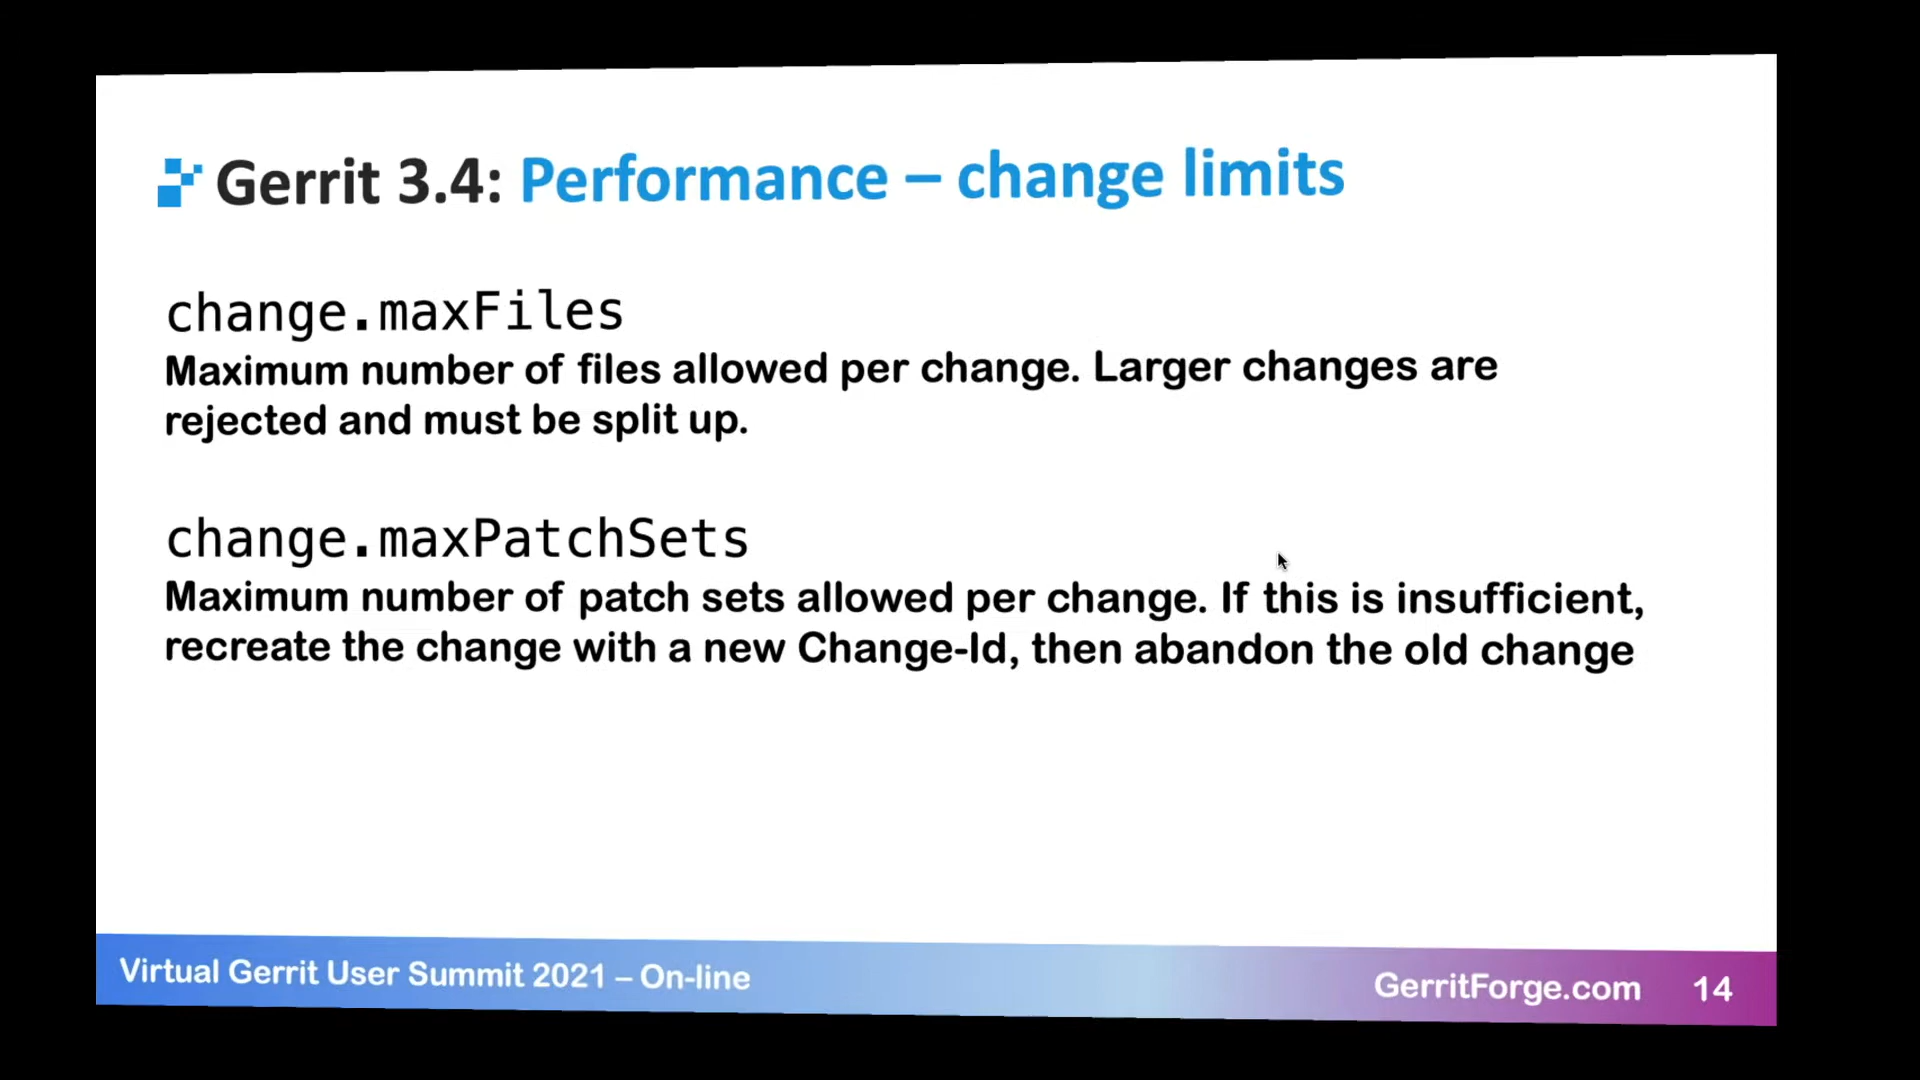 Gerrit 3.4: Performance – change limits
change.maxFiles
Maximum number of files allowed per change. Larger changes are
rejected and must be split up.
change.maxPatchSets
Maximum number of patch sets allowed per change. If this is insufficient,
recreate the change with a new Change-Id, then abandon the old change
Virtual Gerrit User Summit 2021 – On-line
GerritForge.com 14